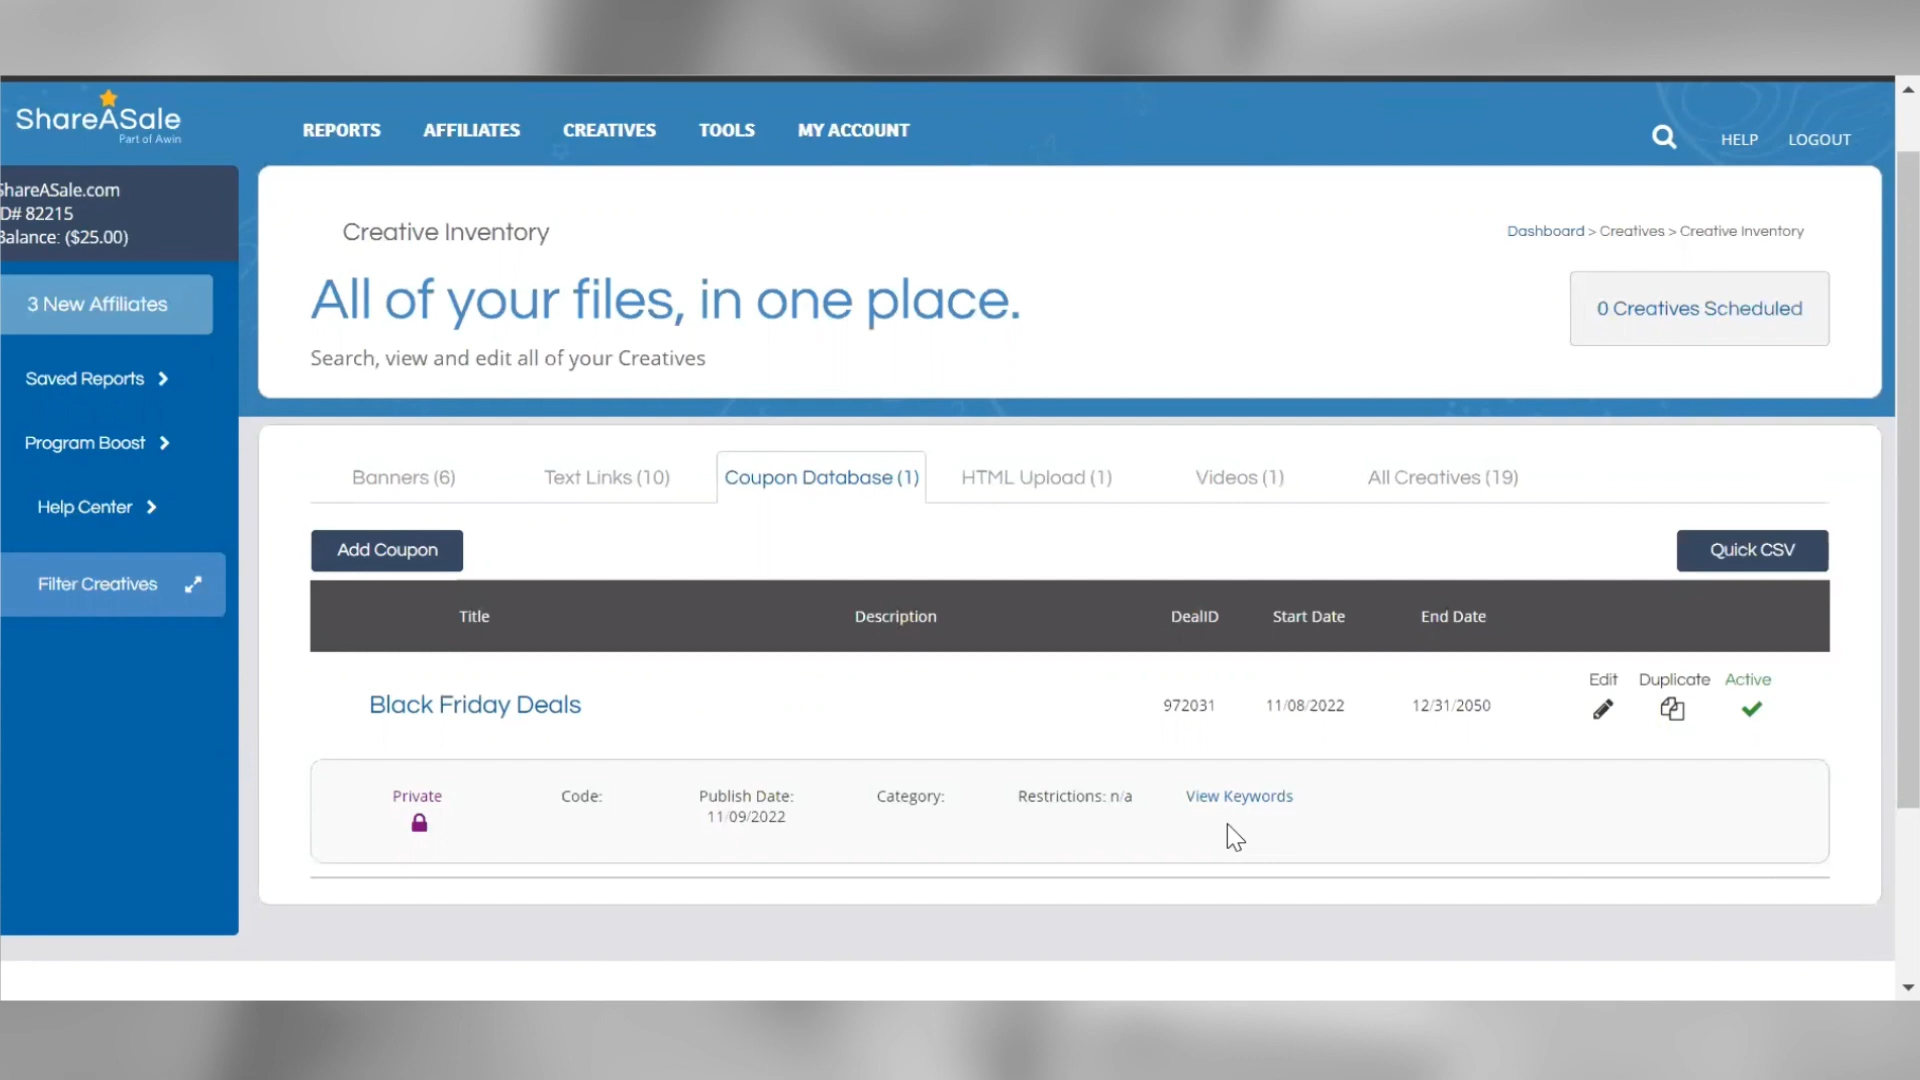 ShareASale
Part of Awin
REPORTS
AFFILIATES
CREATIVES
TOOLS
MY ACCOUNT
HELP
LOGOUT
ShareASale.com
ID# 82215
Balance: ($25.00)
3 New Affiliates
Saved Reports
Program Boost
Help Center
Filter Creatives
Creative Inventory
Dashboard > Creatives > Creative Inventory
All of your files, in one place.
Search, view and edit all of your Creatives
0 Creatives Scheduled
Banners (6)
Text Links (10)
Coupon Database (1)
HTML Upload (1)
Videos (1)
All Creatives (19)
Add Coupon
Quick CSV
Title
Description
DealID
Start Date
End Date
Black Friday Deals
972031
11/08/2022
12/31/2050
Edit
Duplicate
Active
Private
Code:
Publish Date:
11/09/2022
Category:
Restrictions: n/a
View Keywords